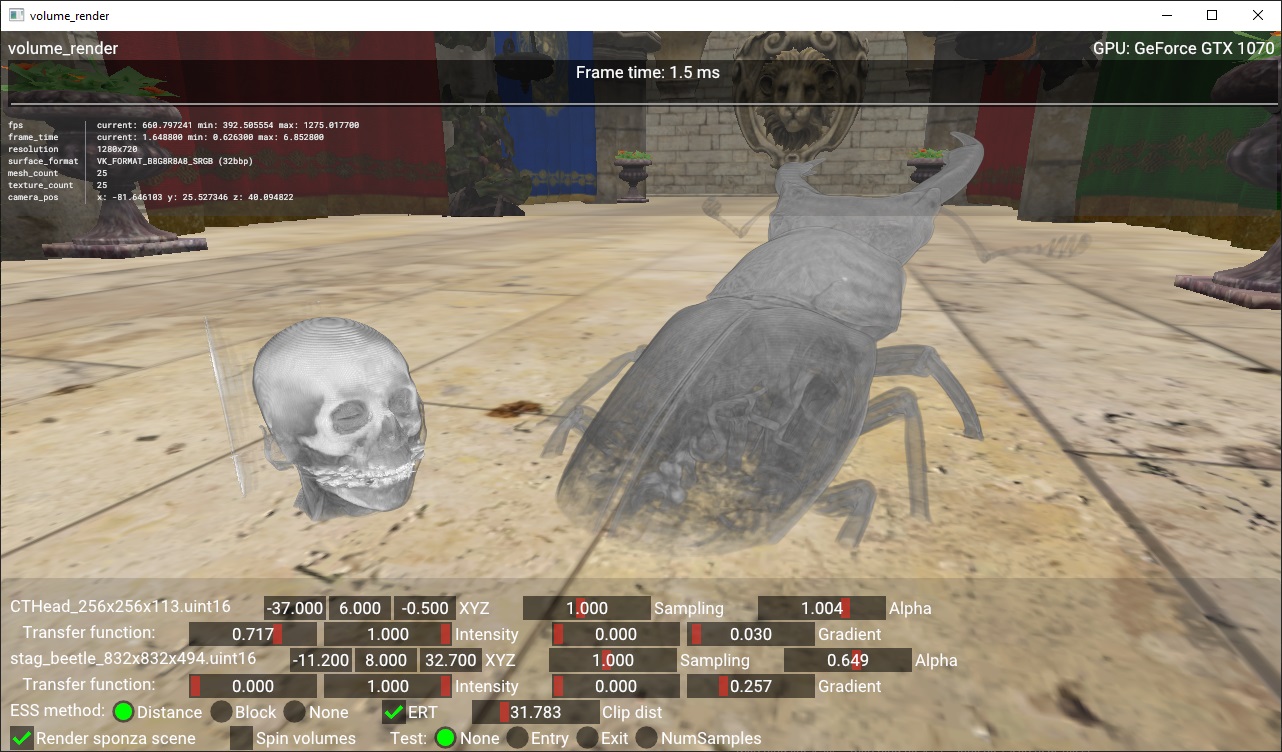 volume_render
volume_render GPU: GeForce GTX 1070
Frame time: 1.5 ms
fps current: 660.797241 min: 392.505554 max: 1275.017700
frame_time current: 1.648800 min: 0.626300 max: 6.852800
resolution 1280x720
surface_format VK_FORMAT_B8G8R8A8_SRGB (32bbp)
mesh_count 25
texture_count 25
camera_pos x: -81.646103 y: 25.527346 z: 40.094822
CTHead_256x256x113.uint16 -37.000 6.000 -0.500 XYZ 1.000 Sampling 1.004 Alpha
Transfer function: 0.717 1.000 Intensity 0.000 0.030 Gradient
stag_beetle_832x832x494.uint16 -11.200 8.000 32.700 XYZ 1.000 Sampling 0.649 Alpha
Transfer function: 0.000 1.000 Intensity 0.000 0.257 Gradient
ESS method: Distance Block None ERT 31.783 Clip dist
Render sponza scene Spin volumes Test: None Entry Exit NumSamples